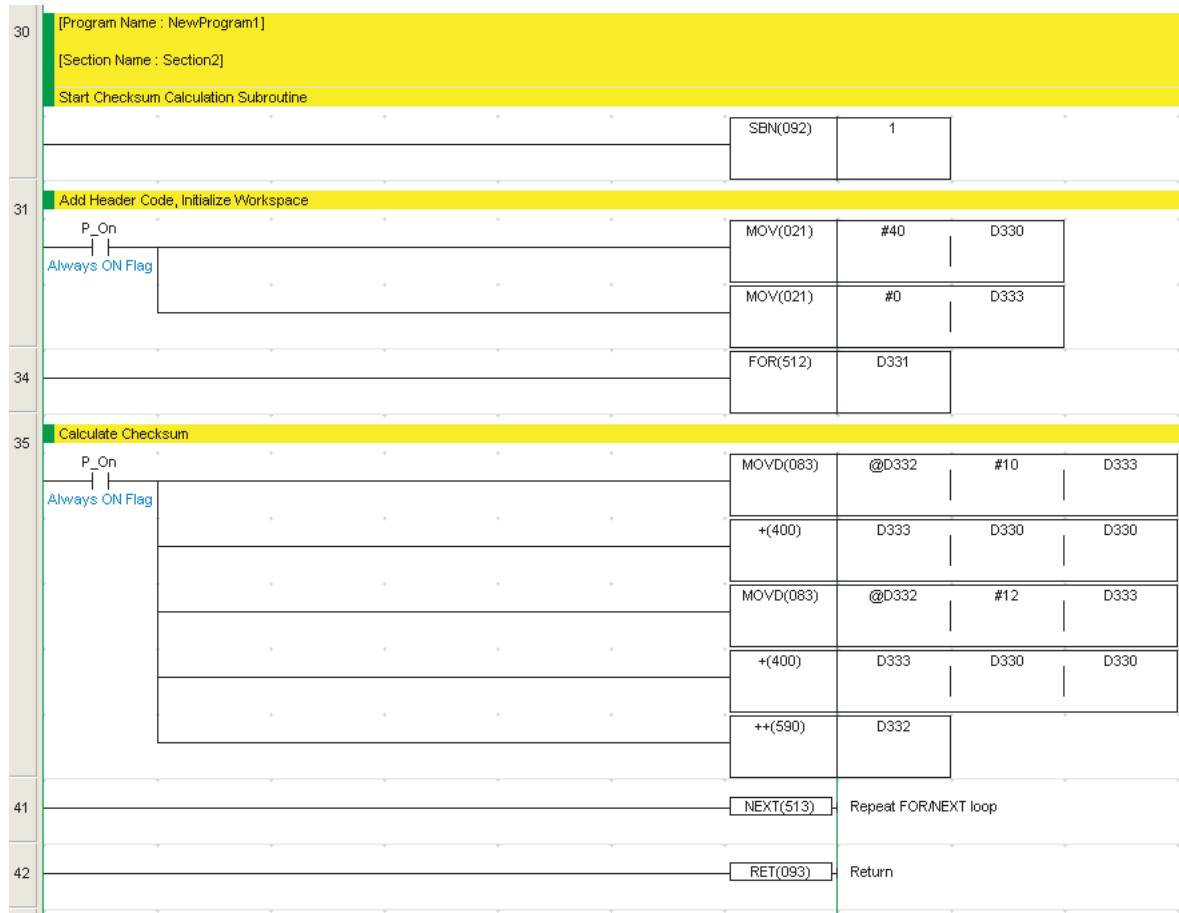 30
[Program Name : NewProgram1]
[Section Name : Section2]
Start Checksum Calculation Subroutine
SBN(092) 1
31
Add Header Code, Initialize Workspace
P_On
Always ON Flag
MOV(021) #40 D330
MOV(021) #0 D333
34
FOR(512) D331
35
Calculate Checksum
P_On
Always ON Flag
MOVD(083) @D332 #10 D333
+(400) D333 D330 D330
MOVD(083) @D332 #12 D333
+(400) D333 D330 D330
++(590) D332
41
NEXT(513) Repeat FOR/NEXT loop
42
RET(093) Return